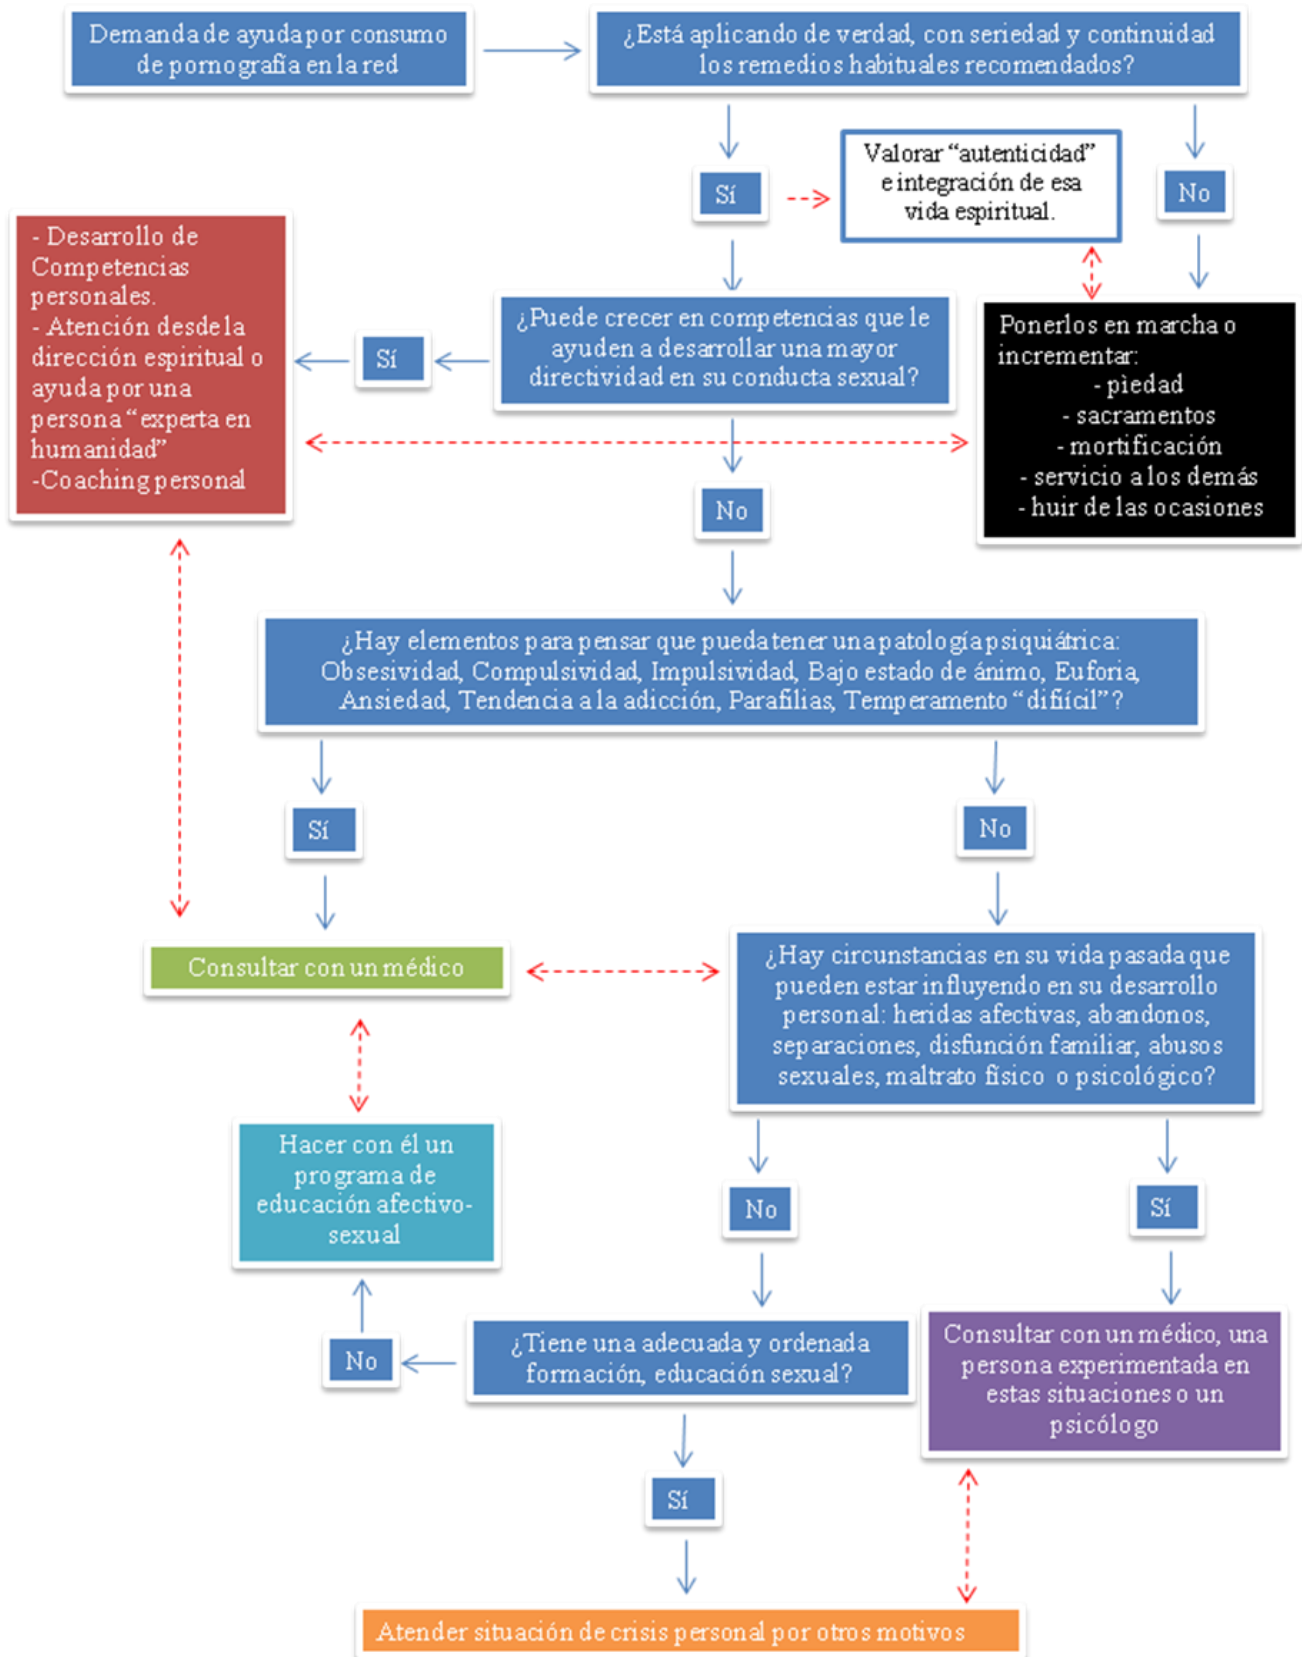 Demanda de ayuda por consumo
de pornografía en la red
¿Está aplicando de verdad, con seriedad y continuidad
los remedios habituales recomendados?
Valorar “autenticidad”
e integración de esa
vida espiritual.
Sí
No
- Desarrollo de
Competencias
personales.
- Atención desde la
dirección espiritual o
ayuda por una
persona “experta en
humanidad”
-Coaching personal
Sí
¿Puede crecer en competencias que le
ayuden a desarrollar una mayor
directividad en su conducta sexual?
Ponerlos en marcha o
incrementar:
- pìedad
- sacramentos
- mortificación
- servicio a los demás
- huir de las ocasiones
No
¿Hay elementos para pensar que pueda tener una patología psiquiátrica:
Obsesividad, Compulsividad, Impulsividad, Bajo estado de ánimo, Euforia,
Ansiedad, Tendencia a la adicción, Parafilias, Temperamento “difiícil”?
Sí
No
Consultar con un médico
¿Hay circunstancias en su vida pasada que
pueden estar influyendo en su desarrollo
personal: heridas afectivas, abandonos,
separaciones, disfunción familiar, abusos
sexuales, maltrato físico o psicológico?
Hacer con él un
programa de
educación afectivo-
sexual
No
Sí
No
¿Tiene una adecuada y ordenada
formación, educación sexual?
Consultar con un médico, una
persona experimentada en
estas situaciones o un
psicólogo
Sí
Atender situación de crisis personal por otros motivos